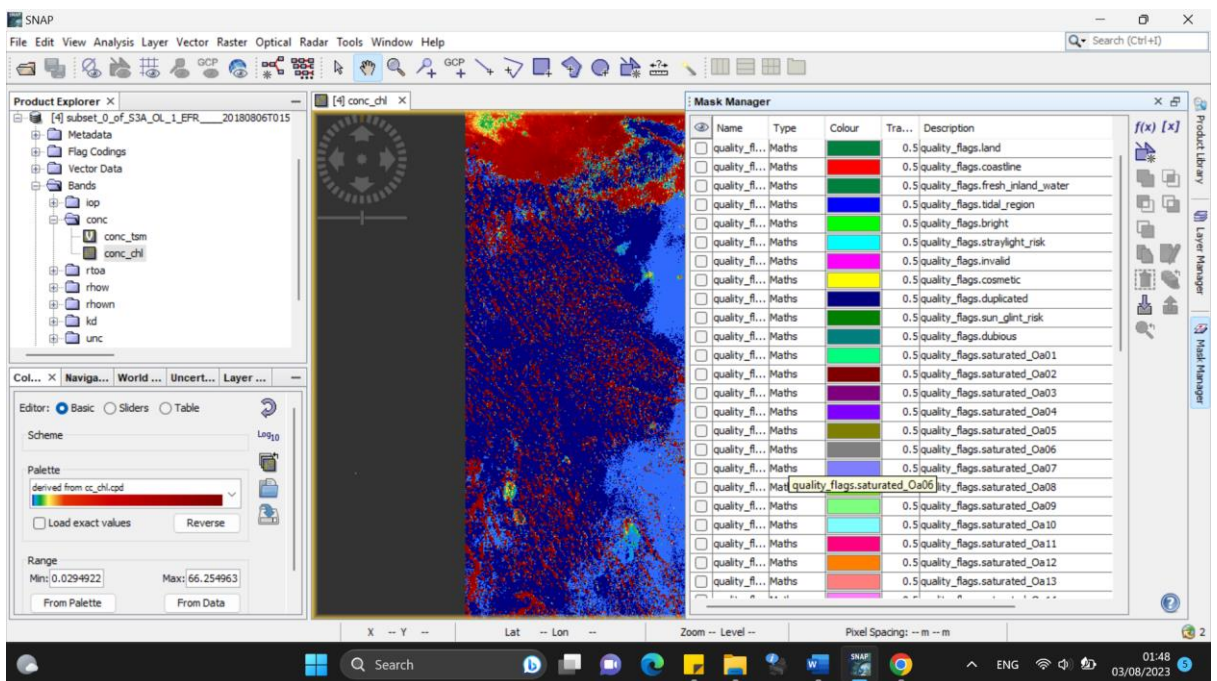 SNAP
File Edit View Analysis Layer Vector Raster Optical Radar Tools Window Help
Search (Ctrl+I)
GCP GCP
Product Explorer
[4] subset_0_of_S3A_OL_1_EFR____20180806T015
Metadata
Flag Codings
Vector Data
Bands
iop
conc
conc_tsm
conc_chl
rtoa
rhow
rhown
kd
unc
Col... Naviga... World ... Uncert... Layer ...
Editor: Basic Sliders Table
Scheme
Log10
Palette
derived from cc_chl.cpd
Load exact values Reverse
Range
Min: 0.0294922 Max: 66.254963
From Palette From Data
[4] conc_chl
Mask Manager
Name Type Colour Tra... Description
quality_fl... Maths 0.5 quality_flags.land
quality_fl... Maths 0.5 quality_flags.coastline
quality_fl... Maths 0.5 quality_flags.fresh_inland_water
quality_fl... Maths 0.5 quality_flags.tidal_region
quality_fl... Maths 0.5 quality_flags.bright
quality_fl... Maths 0.5 quality_flags.straylight_risk
quality_fl... Maths 0.5 quality_flags.invalid
quality_fl... Maths 0.5 quality_flags.cosmetic
quality_fl... Maths 0.5 quality_flags.duplicated
quality_fl... Maths 0.5 quality_flags.sun_glint_risk
quality_fl... Maths 0.5 quality_flags.dubious
quality_fl... Maths 0.5 quality_flags.saturated_Oa01
quality_fl... Maths 0.5 quality_flags.saturated_Oa02
quality_fl... Maths 0.5 quality_flags.saturated_Oa03
quality_fl... Maths 0.5 quality_flags.saturated_Oa04
quality_fl... Maths 0.5 quality_flags.saturated_Oa05
quality_fl... Maths 0.5 quality_flags.saturated_Oa06
quality_fl... Maths 0.5 quality_flags.saturated_Oa07
quality_fl... Mat quality_flags.saturated_Oa06 lity_flags.saturated_Oa08
quality_fl... Maths 0.5 quality_flags.saturated_Oa09
quality_fl... Maths 0.5 quality_flags.saturated_Oa10
quality_fl... Maths 0.5 quality_flags.saturated_Oa11
quality_fl... Maths 0.5 quality_flags.saturated_Oa12
quality_fl... Maths 0.5 quality_flags.saturated_Oa13
f(x) [x]
Product Library
Layer Manager
Mask Manager
X -- Y -- Lat -- Lon -- Zoom -- Level -- Pixel Spacing: -- m -- m 2
Search
SNAP
ENG
01:48
03/08/2023
5